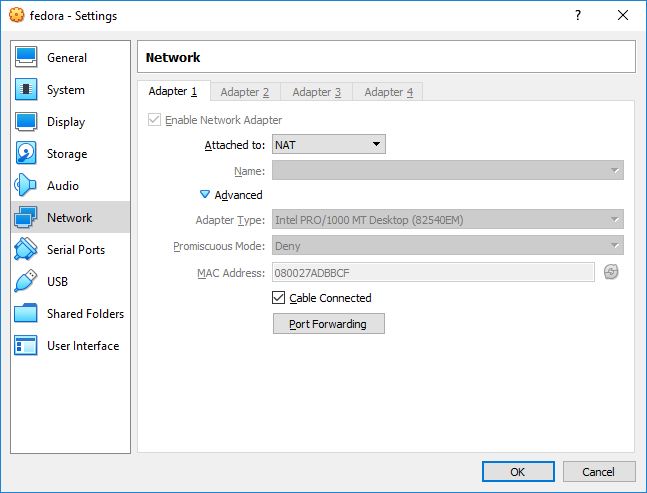 fedora - Settings
?
General
System
Display
Storage
Audio
Network
Serial Ports
USB
Shared Folders
User Interface
Network
Adapter 1 Adapter 2 Adapter 3 Adapter 4
Enable Network Adapter
Attached to: NAT
Name:
Advanced
Adapter Type: Intel PRO/1000 MT Desktop (82540EM)
Promiscuous Mode: Deny
MAC Address: 080027ADBBCF
Cable Connected
Port Forwarding
OK Cancel